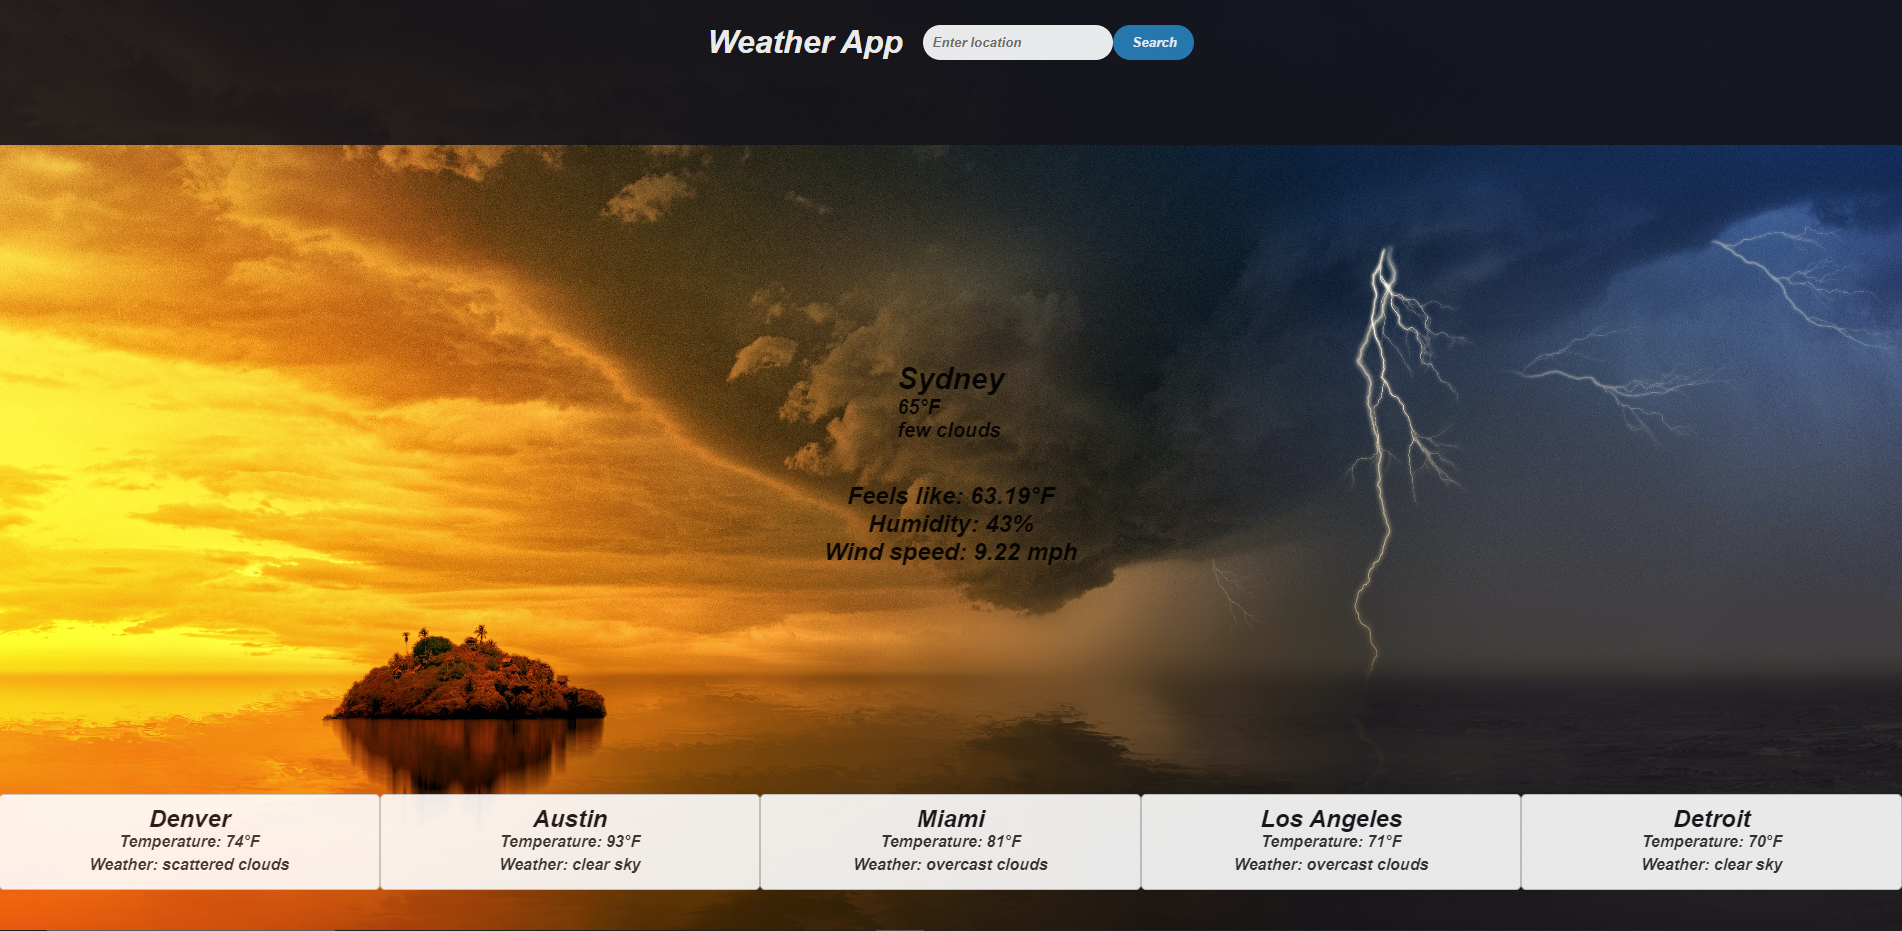 Weather App
Enter location
Search
Sydney
65°F
few clouds
Feels like: 63.19°F
Humidity: 43%
Wind speed: 9.22 mph
Denver
Temperature: 74°F
Weather: scattered clouds
Austin
Temperature: 93°F
Weather: clear sky
Miami
Temperature: 81°F
Weather: overcast clouds
Los Angeles
Temperature: 71°F
Weather: overcast clouds
Detroit
Temperature: 70°F
Weather: clear sky